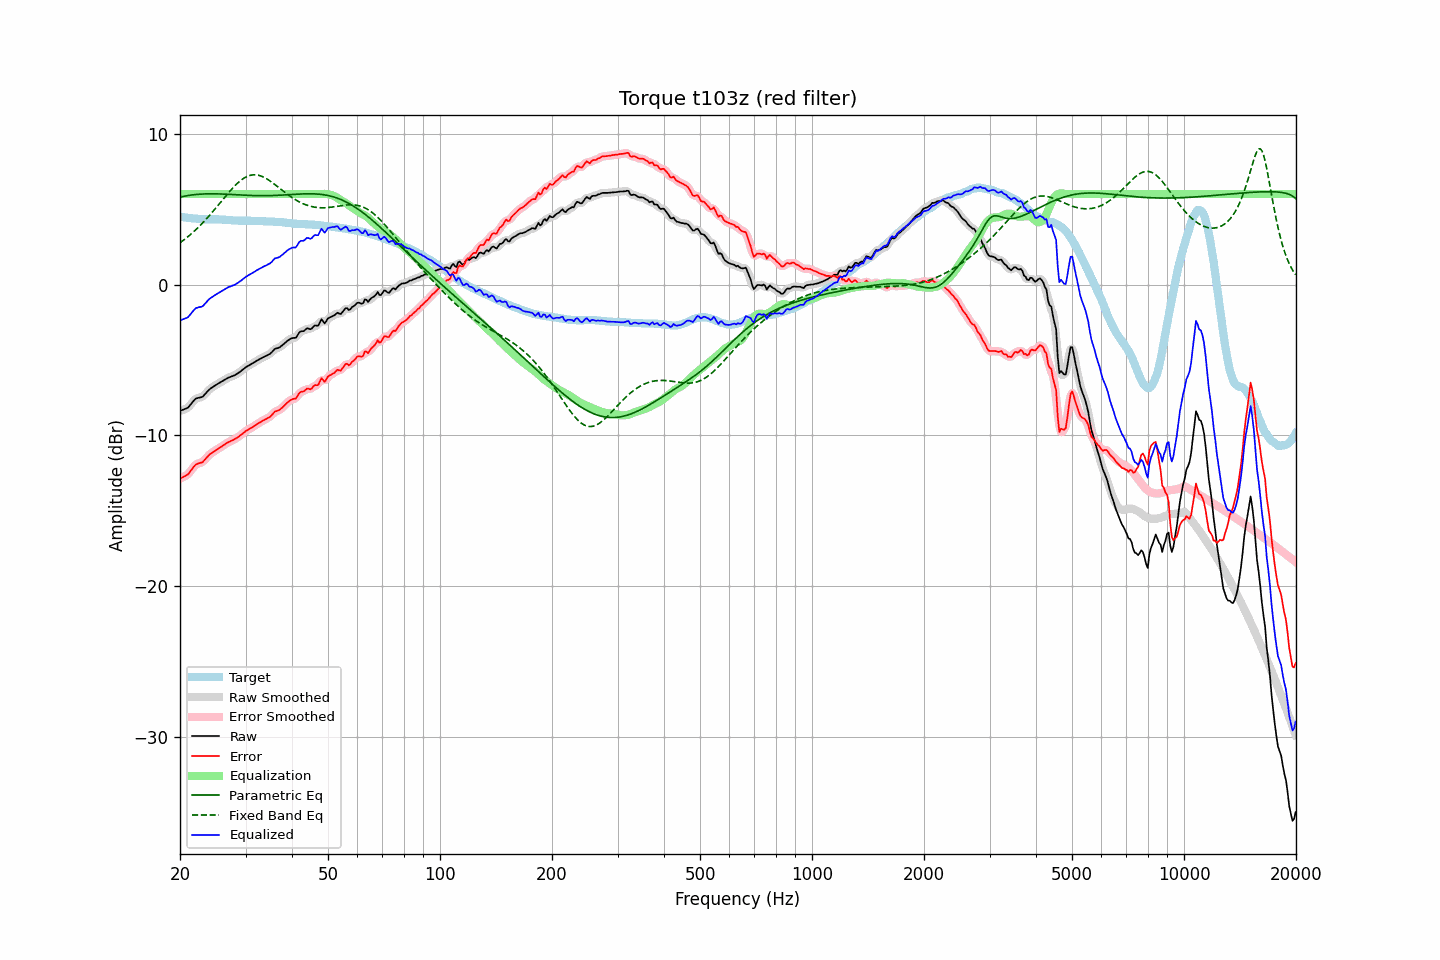 Torque t103z (red filter)
10
0
−10
−20
−30
Amplitude (dBr)
Target
Raw Smoothed
Error Smoothed
Raw
Error
Equalization
Parametric Eq
Fixed Band Eq
Equalized
20 50 100 200 500 1000 2000 5000 10000 20000
Frequency (Hz)